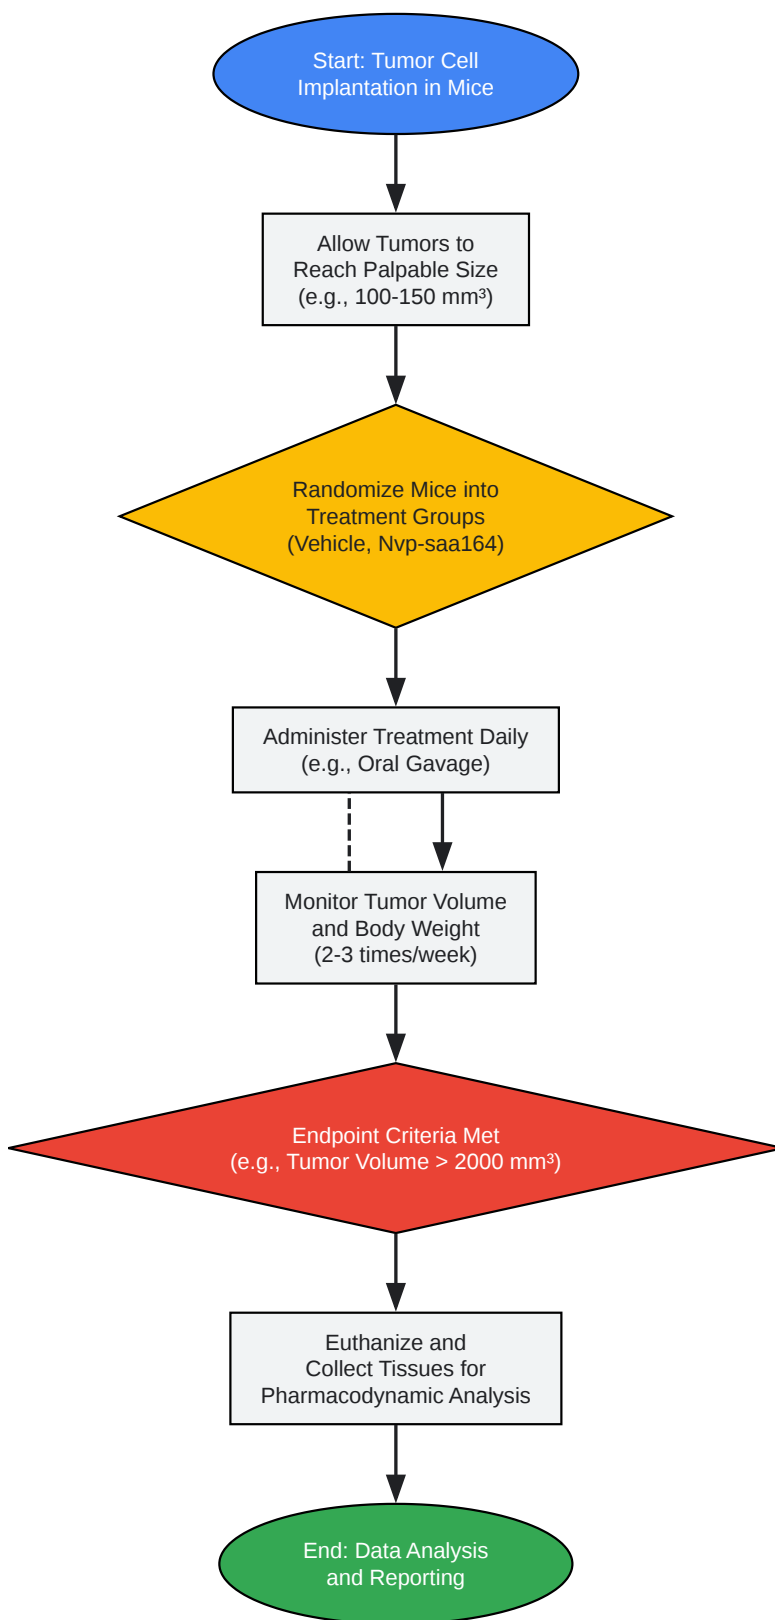 Start: Tumor Cell
Implantation in Mice
Allow Tumors to
Reach Palpable Size
(e.g., 100-150 mm³)
Randomize Mice into
Treatment Groups
(Vehicle, Nvp-saa164)
Administer Treatment Daily
(e.g., Oral Gavage)
Monitor Tumor Volume
and Body Weight
(2-3 times/week)
Endpoint Criteria Met
(e.g., Tumor Volume > 2000 mm³)
Euthanize and
Collect Tissues for
Pharmacodynamic Analysis
End: Data Analysis
and Reporting